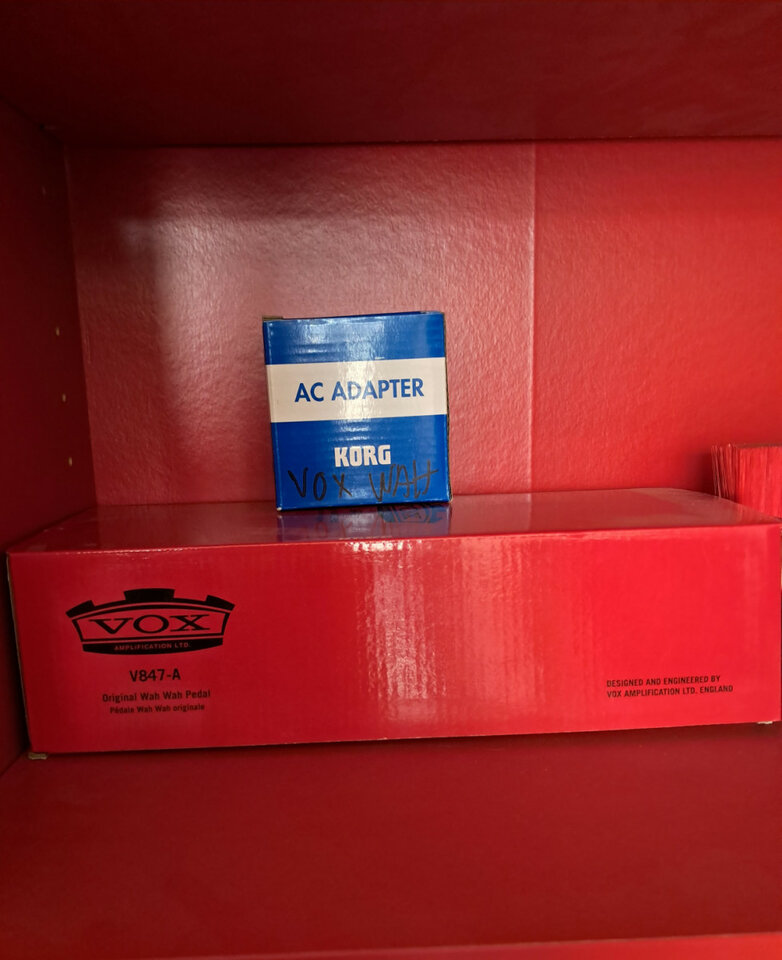 AC ADAPTER
KORG
VOX WAH
VOX
AMPLIFICATION LTD.
V847-A
Original Wah Wah Pedal
Pédale Wah Wah originale
DESIGNED AND ENGINEERED BY
VOX AMPLIFICATION LTD. ENGLAND